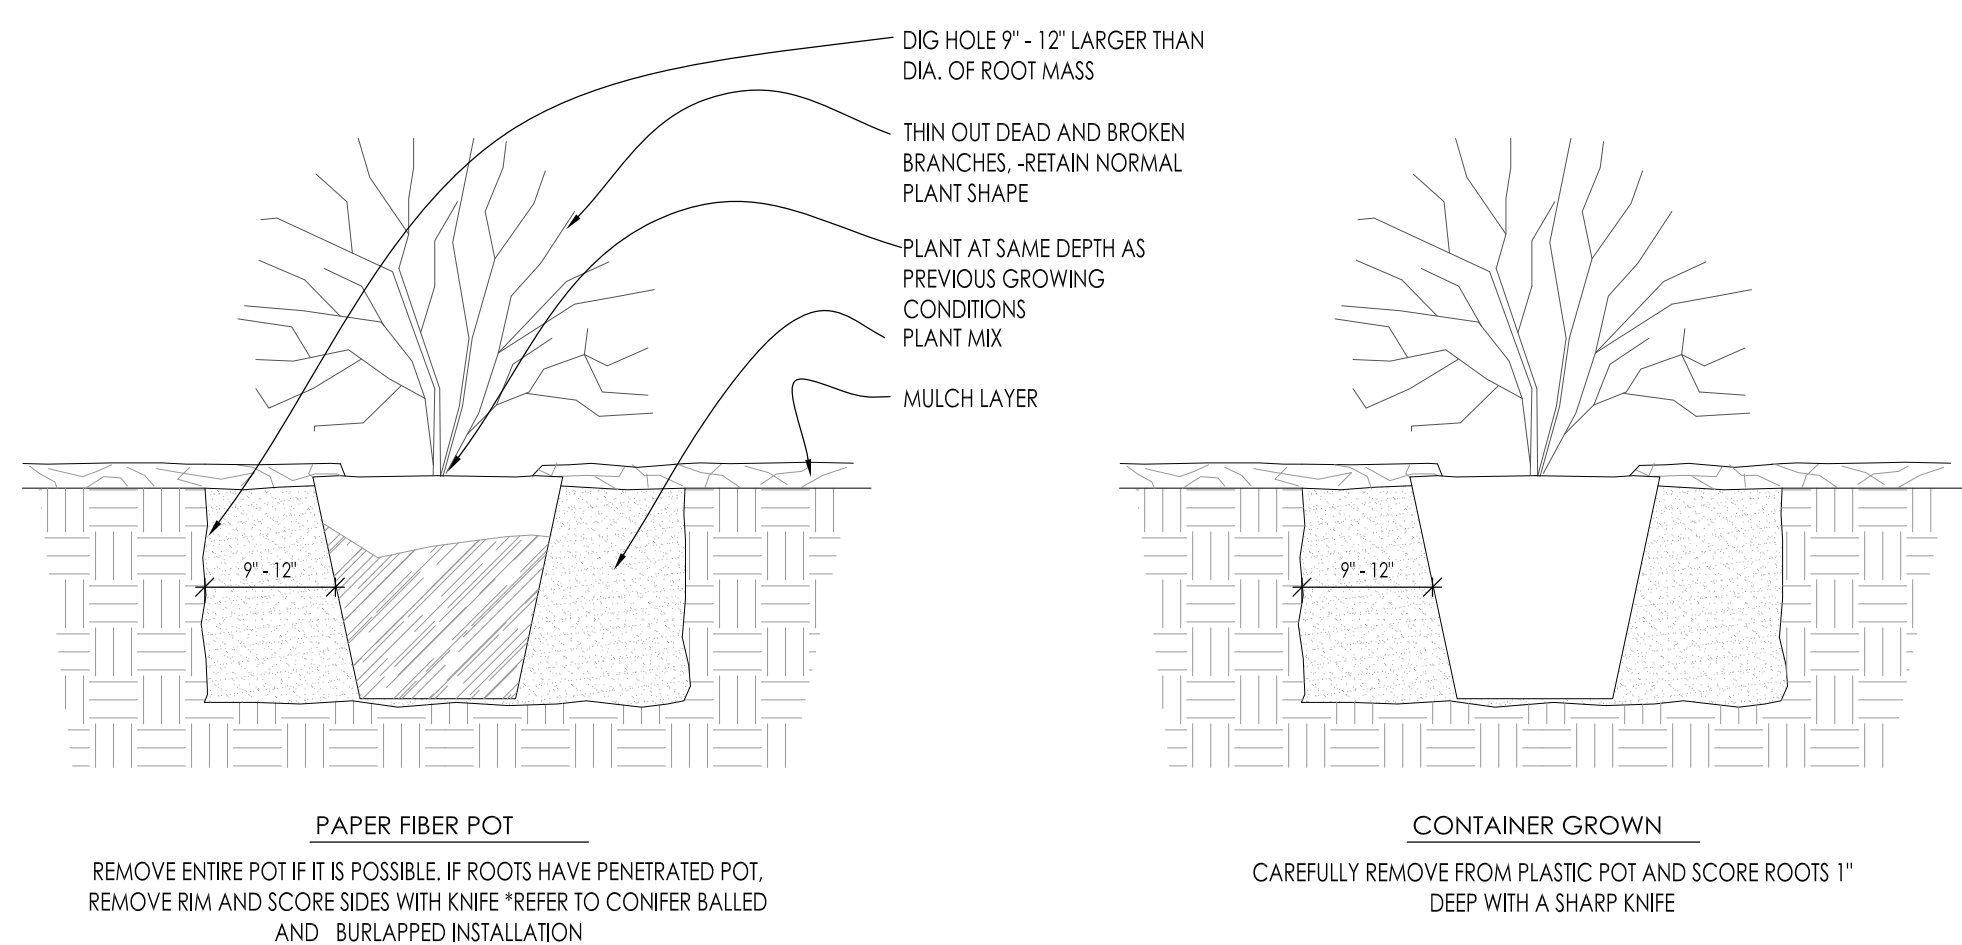 DIG HOLE 9" - 12" LARGER THAN
DIA. OF ROOT MASS
THIN OUT DEAD AND BROKEN
BRANCHES, -RETAIN NORMAL
PLANT SHAPE
PLANT AT SAME DEPTH AS
PREVIOUS GROWING
CONDITIONS
PLANT MIX
MULCH LAYER
9" - 12"
9" - 12"
PAPER FIBER POT
REMOVE ENTIRE POT IF IT IS POSSIBLE. IF ROOTS HAVE PENETRATED POT,
REMOVE RIM AND SCORE SIDES WITH KNIFE *REFER TO CONIFER BALLED
AND BURLAPPED INSTALLATION
CONTAINER GROWN
CAREFULLY REMOVE FROM PLASTIC POT AND SCORE ROOTS 1"
DEEP WITH A SHARP KNIFE